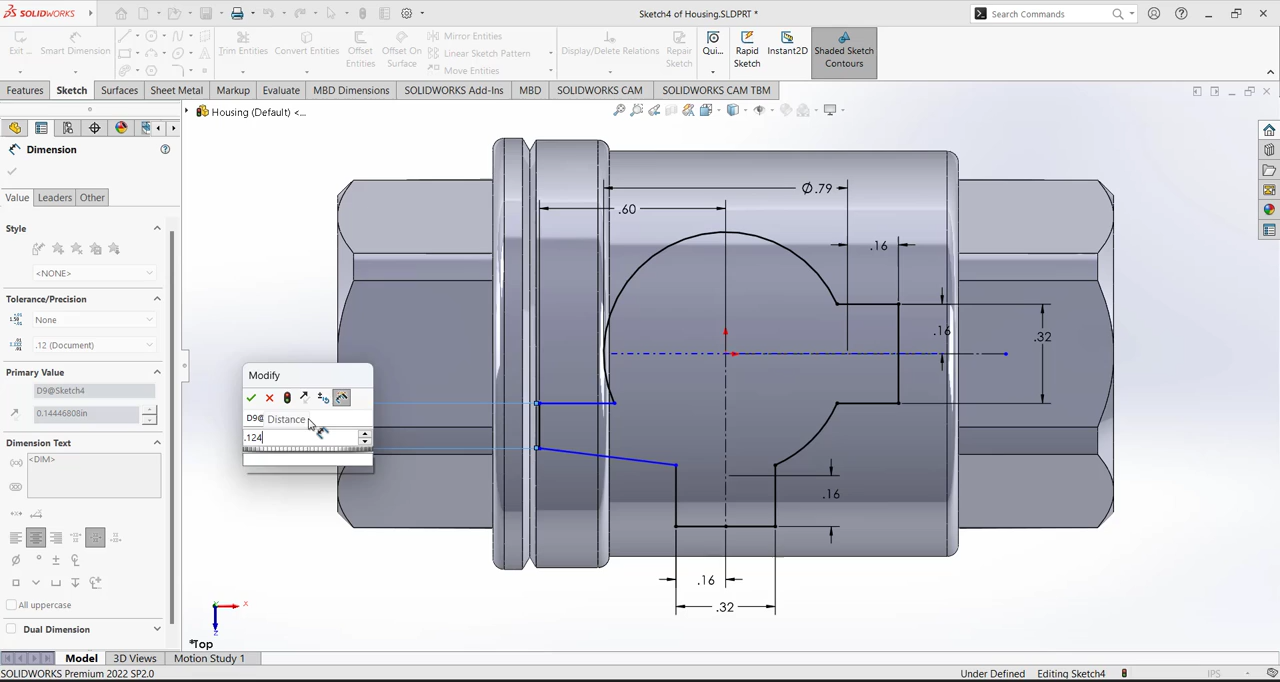 SOLIDWORKS
Sketch4 of Housing.SLDPRT *
Search Commands
Exit ...
Smart Dimension
Trim Entities
Convert Entities
Offset Entities
Offset On Surface
Mirror Entities
Linear Sketch Pattern
Move Entities
Display/Delete Relations
Repair Sketch
Qui...
Rapid Sketch
Instant2D
Shaded Sketch Contours
Features
Sketch
Surfaces
Sheet Metal
Markup
Evaluate
MBD Dimensions
SOLIDWORKS Add-Ins
MBD
SOLIDWORKS CAM
SOLIDWORKS CAM TBM
Housing (Default) <...
Dimension
Value
Leaders
Other
Style
<NONE>
Tolerance/Precision
None
.12 (Document)
Primary Value
D9@Sketch4
0.14446808in
Dimension Text
<DIM>
All uppercase
Dual Dimension
Modify
D9@
Distance
.124
Ø.79
.60
.16
.16
.32
.16
.16
.32
X
Z
*Top
Model
3D Views
Motion Study 1
SOLIDWORKS Premium 2022 SP2.0
Under Defined
Editing Sketch4
IPS